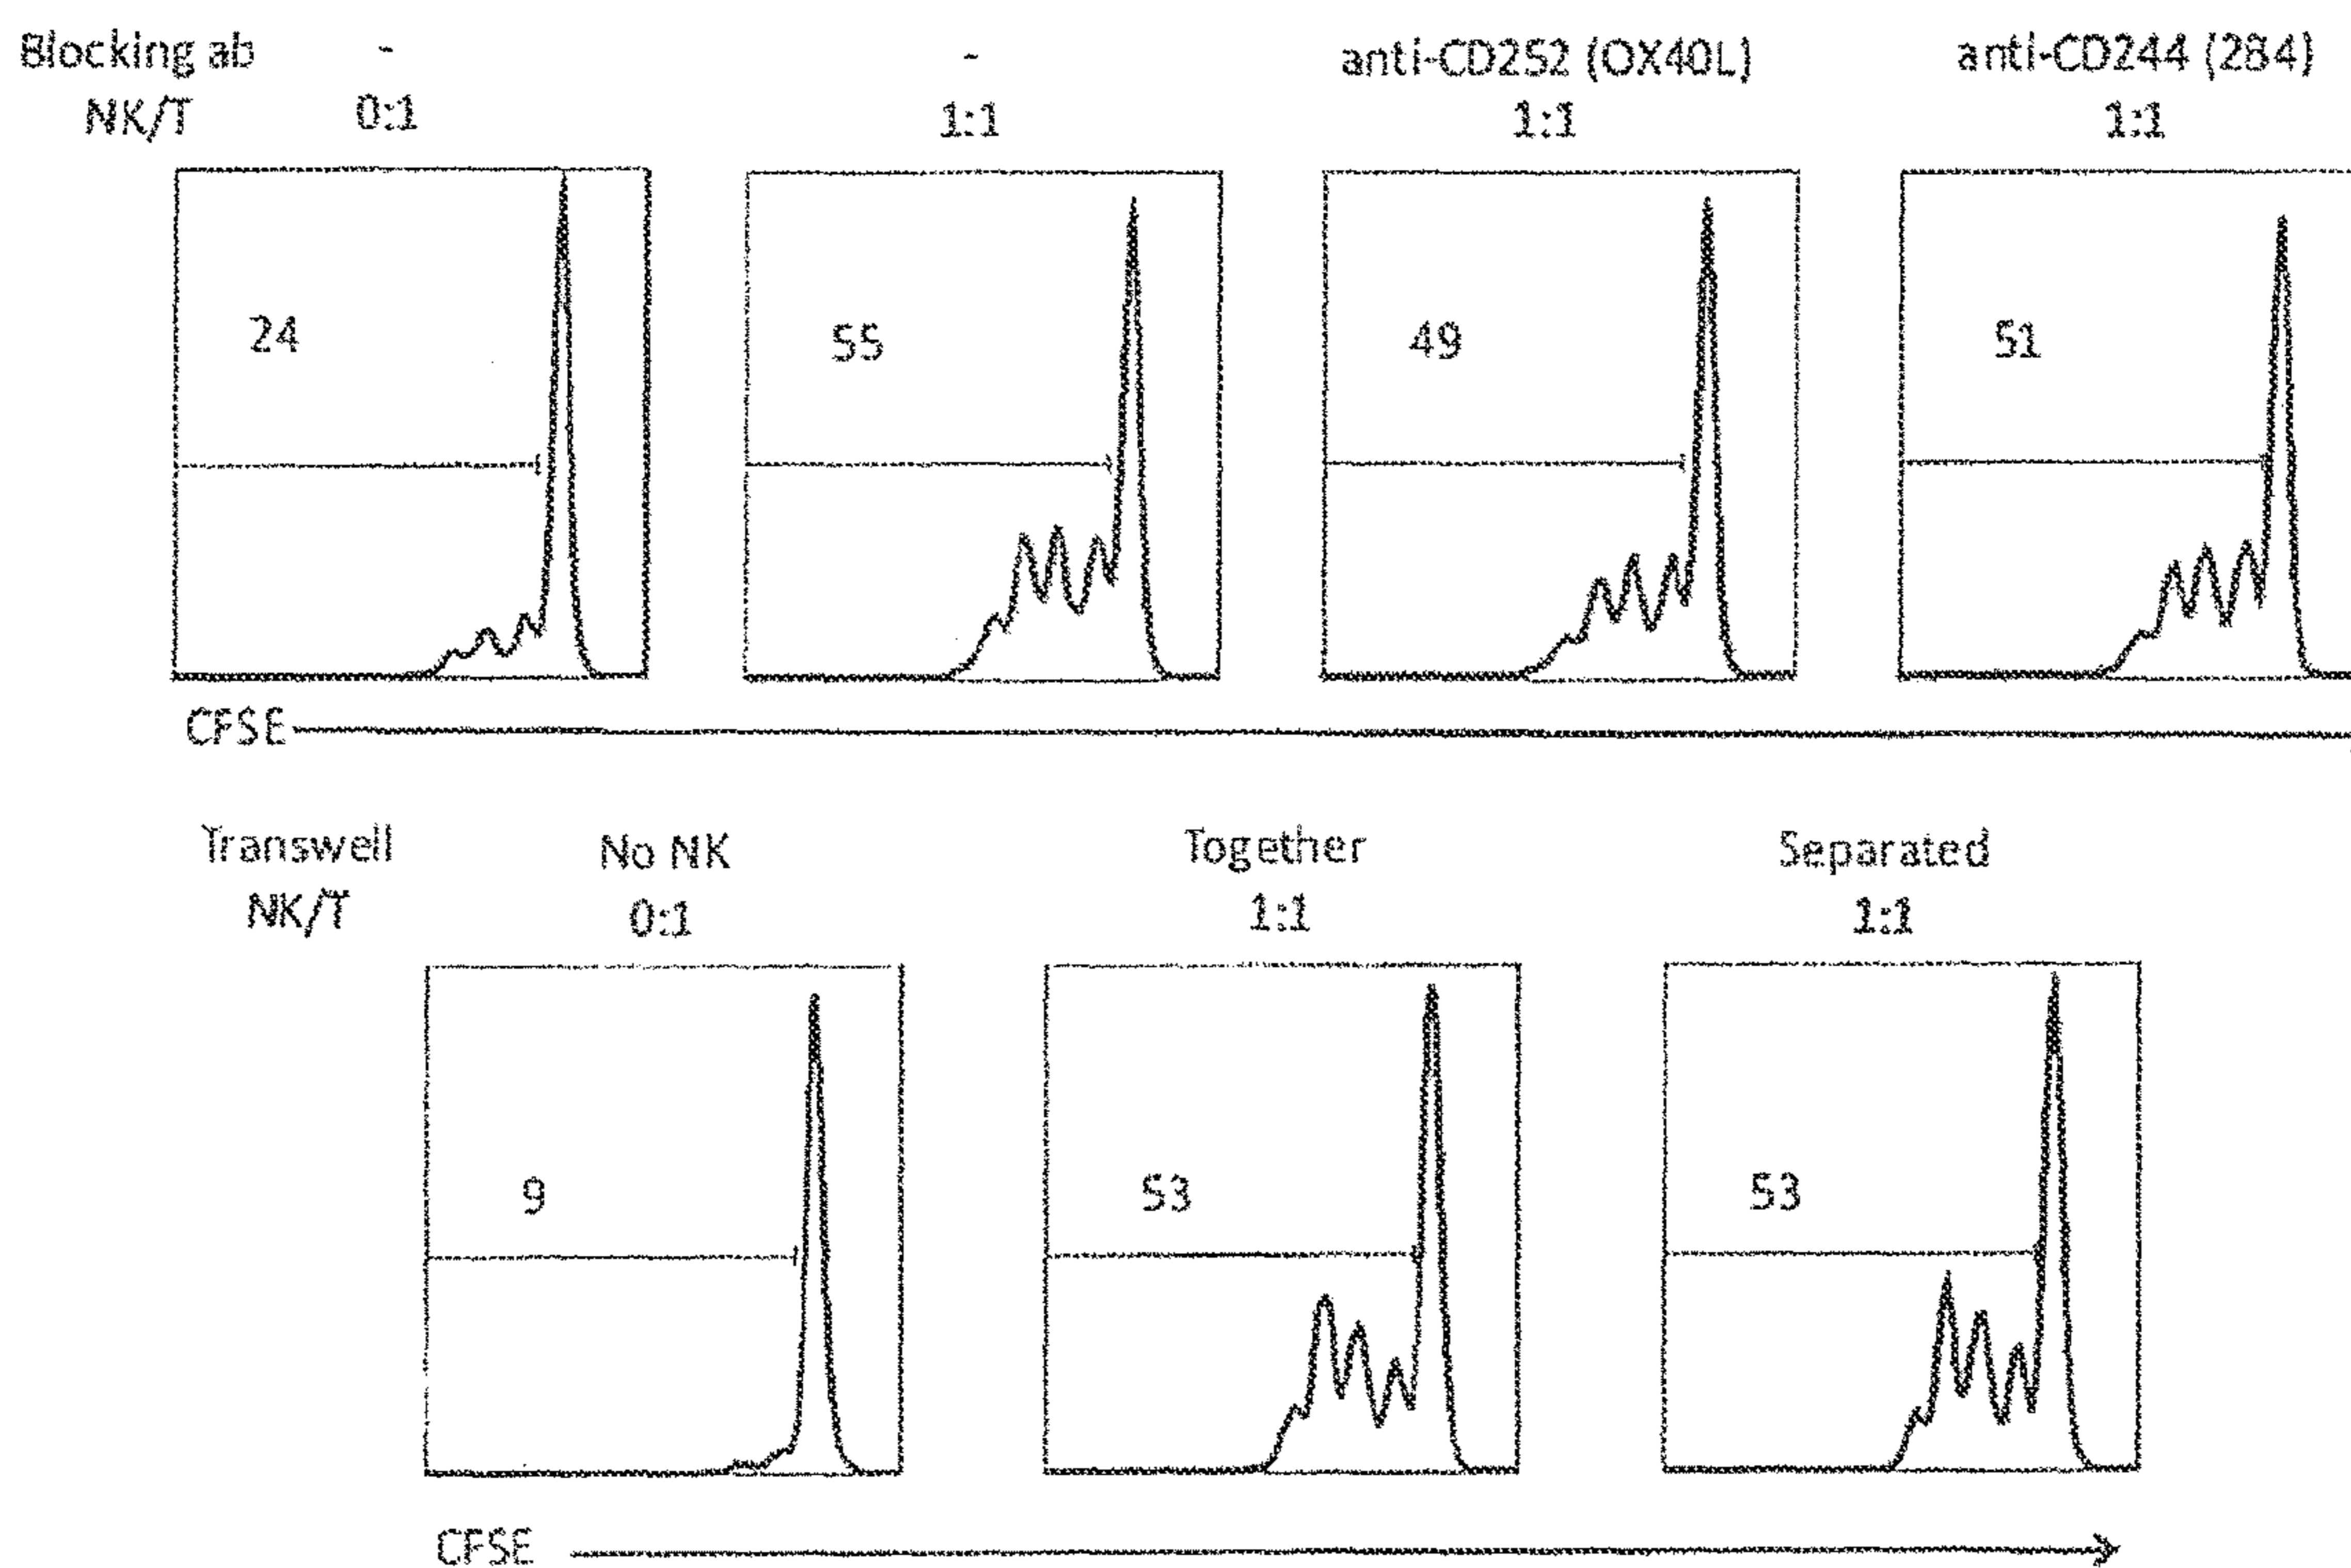 Blocking ab - - anti-CD252 (OX40L) anti-CD244 (284)
NK/T 0:1 1:1 1:1 1:1
24 55 49 51
CFSE
Transwell No NK Together Separated
NK/T 0:1 1:1 1:1
9 53 53
CFSE